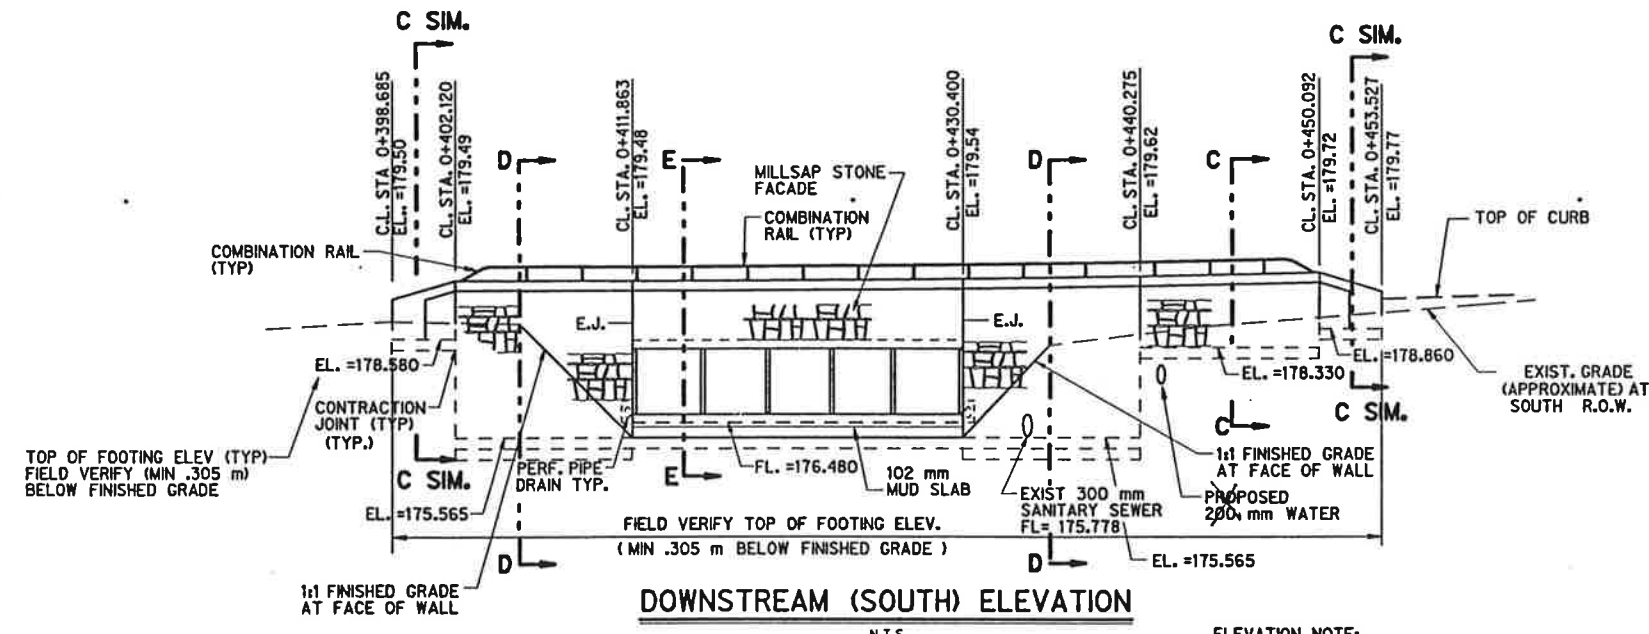 C SIM.
C SIM.
C.L. STA. 0+398.685
EL. =179.50
CL. STA. 0+402.120
EL. =179.49
CL. STA. 0+411.863
EL. =179.48
CL. STA. 0+430.400
EL. =179.54
CL. STA. 0+440.275
EL. =179.62
CL. STA. 0+450.092
EL. =179.72
CL. STA. 0+453.527
EL. =179.77
D
E
D
C
MILLSAP STONE
FACADE
COMBINATION
RAIL (TYP)
TOP OF CURB
COMBINATION RAIL
(TYP)
E.J.
E.J.
EL. =178.580
EL. =178.860
EL. =178.330
EXIST. GRADE
(APPROXIMATE) AT
SOUTH R.O.W.
CONTRACTION
JOINT (TYP)
(TYP.)
C SIM.
C
TOP OF FOOTING ELEV (TYP)
FIELD VERIFY (MIN .305 m)
BELOW FINISHED GRADE
C SIM.
PERF. PIPE
DRAIN TYP.
E
FL. =176.480
102 mm
MUD SLAB
1:1 FINISHED GRADE
AT FACE OF WALL
EXIST 300 mm
SANITARY SEWER
FL= 175.778
PROPOSED
200 mm WATER
EL. =175.565
FIELD VERIFY TOP OF FOOTING ELEV.
(MIN .305 m BELOW FINISHED GRADE )
D
D
EL. =175.565
1:1 FINISHED GRADE
AT FACE OF WALL
DOWNSTREAM (SOUTH) ELEVATION
N.T.S.
ELEVATION NOTE: